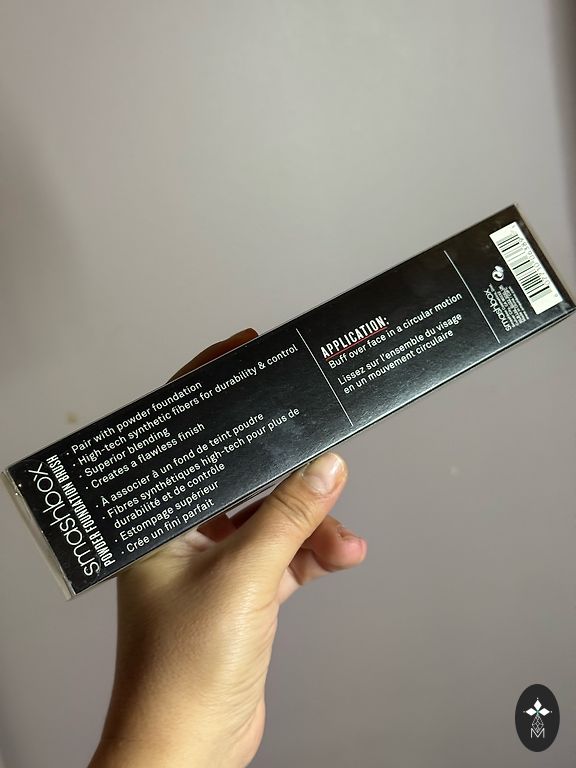 smashbox
POWDER FOUNDATION BRUSH
· Pair with powder foundation
· High-tech synthetic fibers for durability & control
· Superior blending
· Creates a flawless finish
· À associer à un fond de teint poudre
· Fibres synthétiques high-tech pour plus de
durabilité et de contrôle
· Estompage supérieur
· Crée un fini parfait
APPLICATION:
Buff over face in a circular motion
Lissez sur l'ensemble du visage
en un mouvement circulaire
smashbox
M